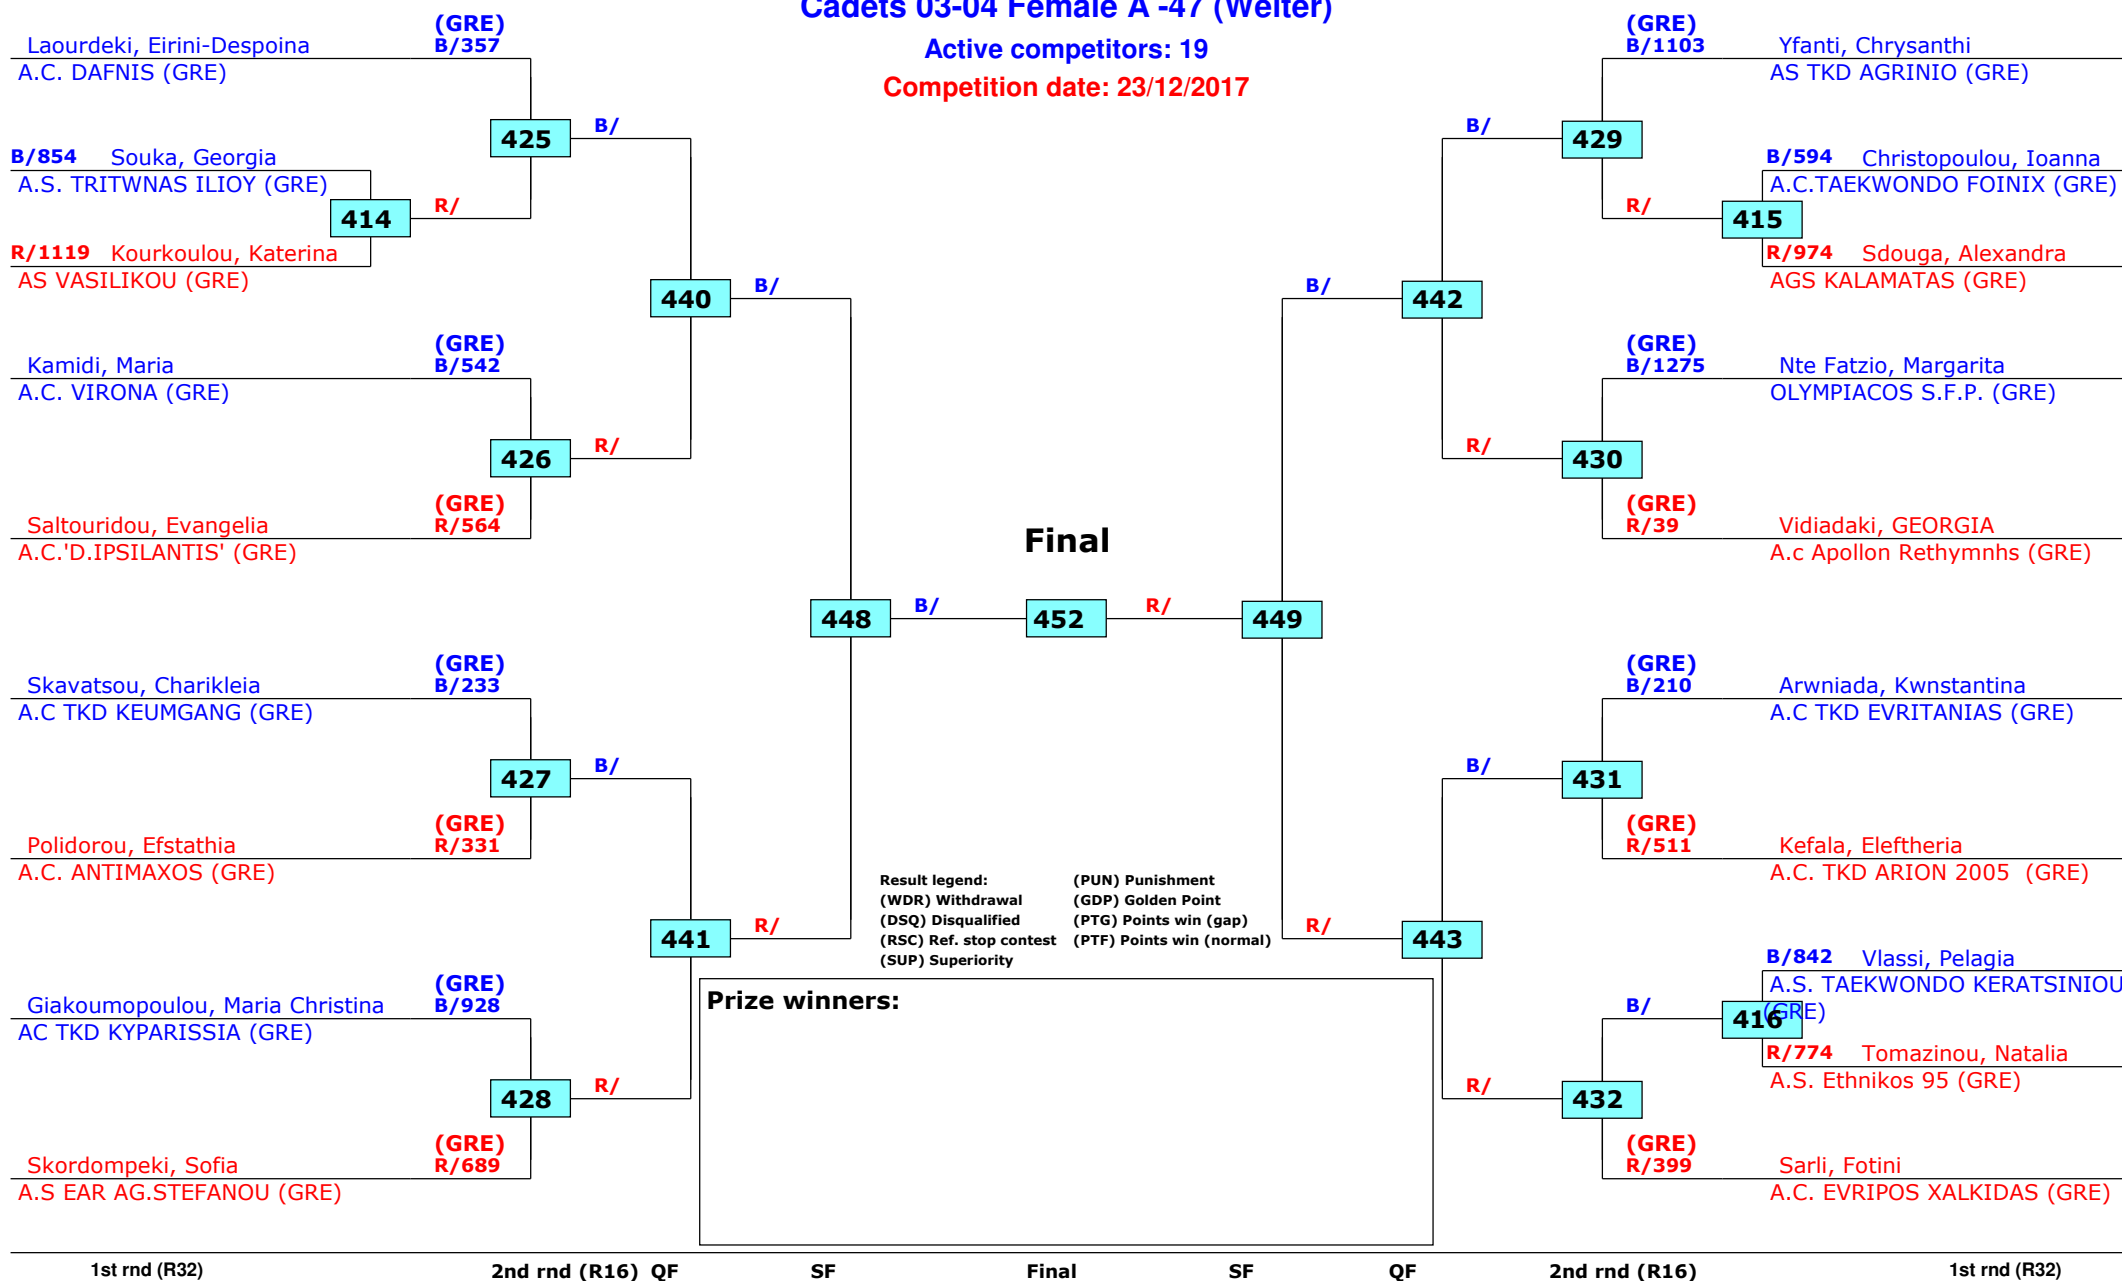 Cadets 03-04 Female A -47 (Welter)
Active competitors: 19
Competition date: 23/12/2017
(GRE)
Laourdeki, Eirini-Despoina B/357
A.C. DAFNIS (GRE)
425
B/
B/854 Souka, Georgia
A.S. TRITWNAS ILIOY (GRE)
414
R/
R/1119 Kourkoulou, Katerina
AS VASILIKOU (GRE)
440
B/
(GRE)
Kamidi, Maria B/542
A.C. VIRONA (GRE)
426
R/
(GRE)
Saltouridou, Evangelia R/564
A.C.'D.IPSILANTIS' (GRE)
448
B/
(GRE)
Skavatsou, Charikleia B/233
A.C TKD KEUMGANG (GRE)
427
B/
(GRE)
Polidorou, Efstathia R/331
A.C. ANTIMAXOS (GRE)
441
R/
(GRE)
Giakoumopoulou, Maria Christina B/928
AC TKD KYPARISSIA (GRE)
428
R/
(GRE)
Skordompeki, Sofia R/689
A.S EAR AG.STEFANOU (GRE)
Final
452
R/
449
(GRE)
B/1103 Yfanti, Chrysanthi
AS TKD AGRINIO (GRE)
B/
429
B/594 Christopoulou, Ioanna
A.C.TAEKWONDO FOINIX (GRE)
R/
415
R/974 Sdouga, Alexandra
AGS KALAMATAS (GRE)
B/
442
(GRE)
B/1275 Nte Fatzio, Margarita
OLYMPIACOS S.F.P. (GRE)
R/
430
(GRE)
R/39 Vidiadaki, GEORGIA
A.c Apollon Rethymnhs (GRE)
(GRE)
B/210 Arwniada, Kwnstantina
A.C TKD EVRITANIAS (GRE)
B/
431
(GRE)
R/511 Kefala, Eleftheria
A.C. TKD ARION 2005 (GRE)
R/
443
B/842 Vlassi, Pelagia
A.S. TAEKWONDO KERATSINIOU
(GRE)
B/
416
R/774 Tomazinou, Natalia
A.S. Ethnikos 95 (GRE)
R/
432
(GRE)
R/399 Sarli, Fotini
A.C. EVRIPOS XALKIDAS (GRE)
Result legend: (PUN) Punishment
(WDR) Withdrawal (GDP) Golden Point
(DSQ) Disqualified (PTG) Points win (gap)
(RSC) Ref. stop contest (PTF) Points win (normal)
(SUP) Superiority
Prize winners:
1st rnd (R32) 2nd rnd (R16) QF SF Final SF QF 2nd rnd (R16) 1st rnd (R32)